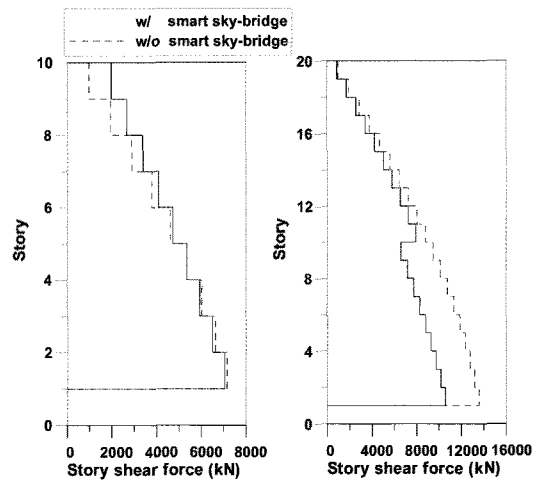 w/ smart sky-bridge
w/o smart sky-bridge
10
8
6
4
2
0
Story
0 2000 4000 6000 8000
Story shear force (kN)
20
16
12
8
4
0
Story
0 4000 8000 12000 16000
Story shear force (kN)